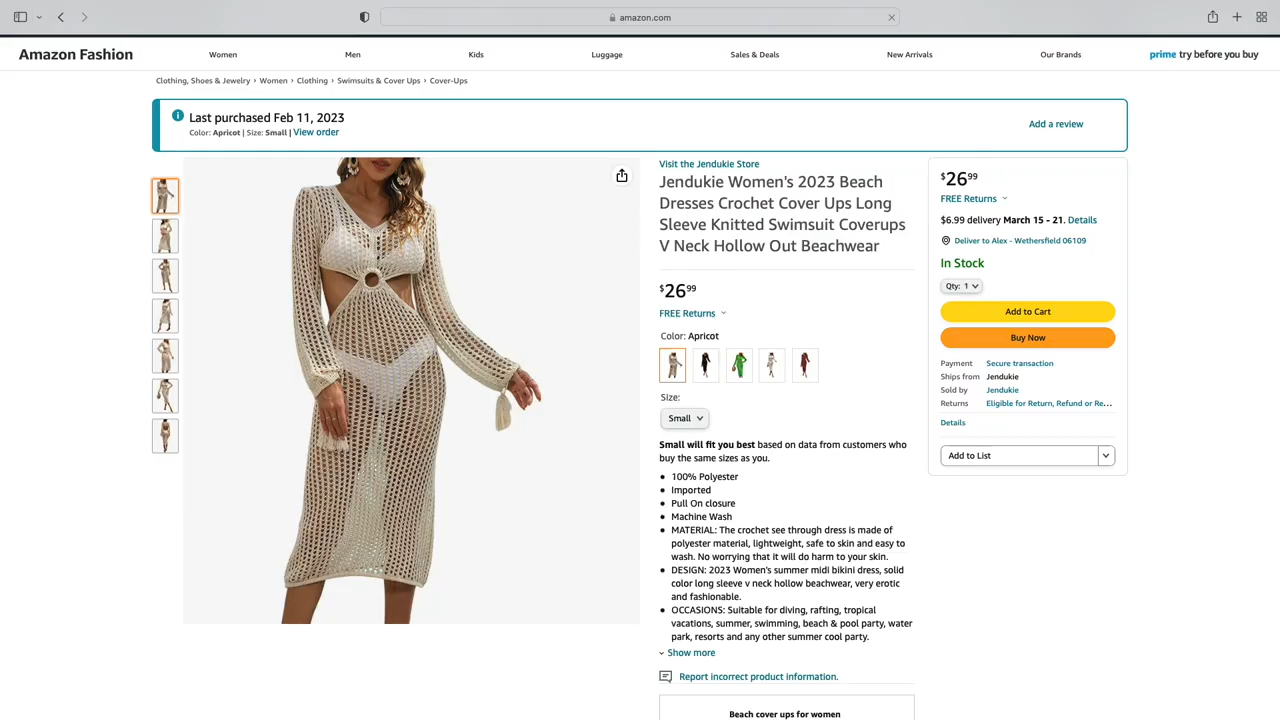 amazon.com
Amazon Fashion
Women
Men
Kids
Luggage
Sales & Deals
New Arrivals
Our Brands
prime try before you buy
Clothing, Shoes & Jewelry › Women › Clothing › Swimsuits & Cover Ups › Cover-Ups
Last purchased Feb 11, 2023
Color: Apricot | Size: Small | View order
Add a review
Visit the Jendukie Store
Jendukie Women's 2023 Beach
Dresses Crochet Cover Ups Long
Sleeve Knitted Swimsuit Coverups
V Neck Hollow Out Beachwear
$26 99
FREE Returns
Color: Apricot
Size:
Small
Small will fit you best based on data from customers who
buy the same sizes as you.
100% Polyester
Imported
Pull On closure
Machine Wash
MATERIAL: The crochet see through dress is made of
polyester material, lightweight, safe to skin and easy to
wash. No worrying that it will do harm to your skin.
DESIGN: 2023 Women's summer midi bikini dress, solid
color long sleeve v neck hollow beachwear, very erotic
and fashionable.
OCCASIONS: Suitable for diving, rafting, tropical
vacations, summer, swimming, beach & pool party, water
park, resorts and any other summer cool party.
Show more
Report incorrect product information.
Beach cover ups for women
$26 99
FREE Returns
$6.99 delivery March 15 - 21. Details
Deliver to Alex - Wethersfield 06109
In Stock
Qty: 1
Add to Cart
Buy Now
Payment Secure transaction
Ships from Jendukie
Sold by Jendukie
Returns Eligible for Return, Refund or Re...
Details
Add to List